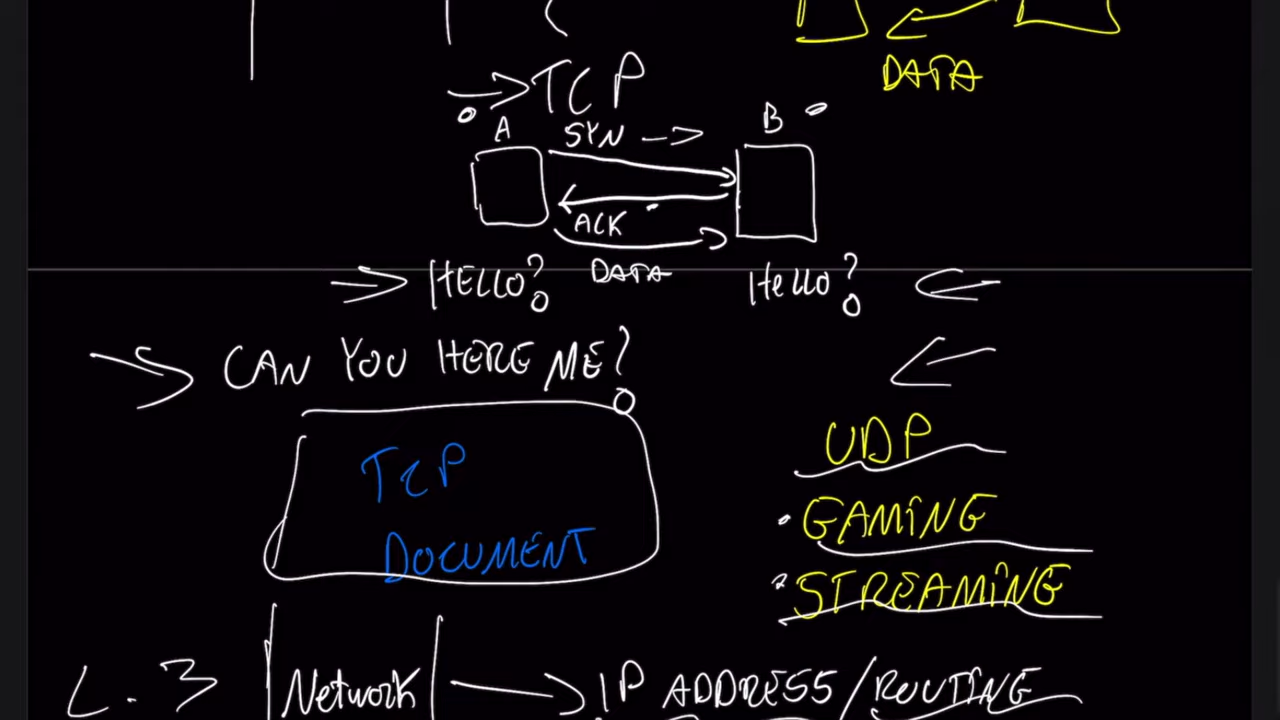 DATA
TCP
A SYN B
ACK
DATA
HELLO? Hello?
CAN YOU HERE ME?
TCP
DOCUMENT
UDP
GAMING
STREAMING
L.3 Network IP ADDRESS/ROUTING